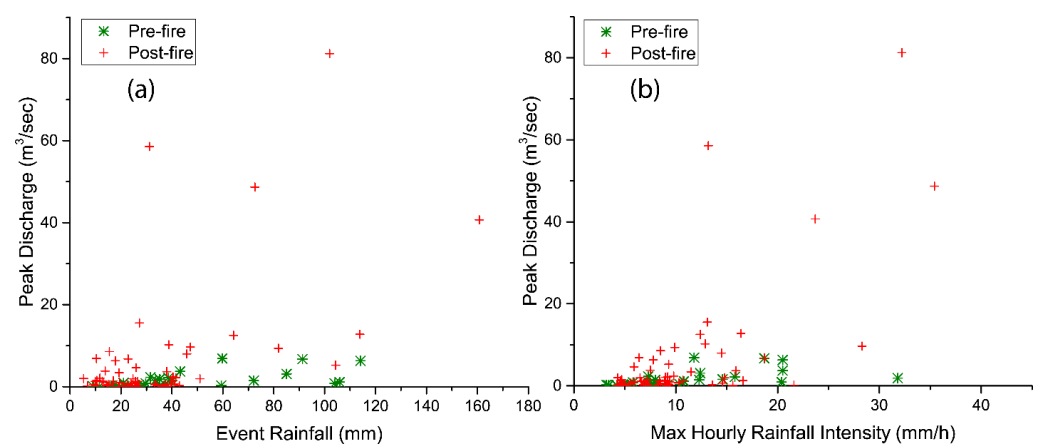 Pre-fire
Post-fire
(a)
Peak Discharge (m³/sec)
80
60
40
20
0
0 20 40 60 80 100 120 140 160 180
Event Rainfall (mm)
Pre-fire
Post-fire
(b)
Peak Discharge (m³/sec)
80
60
40
20
0
0 10 20 30 40
Max Hourly Rainfall Intensity (mm/h)